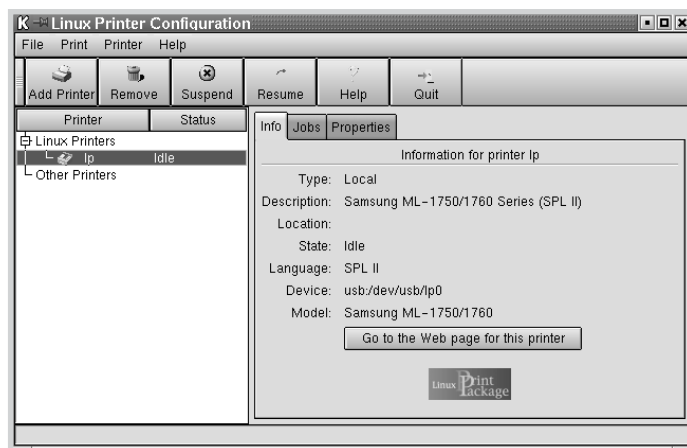 Linux Printer Configuration
File Print Printer Help
Add Printer Remove Suspend Resume Help Quit
Printer Status
Linux Printers
lp Idle
Other Printers
Info Jobs Properties
Information for printer lp
Type: Local
Description: Samsung ML-1750/1760 Series (SPL II)
Location:
State: Idle
Language: SPL II
Device: usb:/dev/usb/lp0
Model: Samsung ML-1750/1760
Go to the Web page for this printer
Linux Print Package